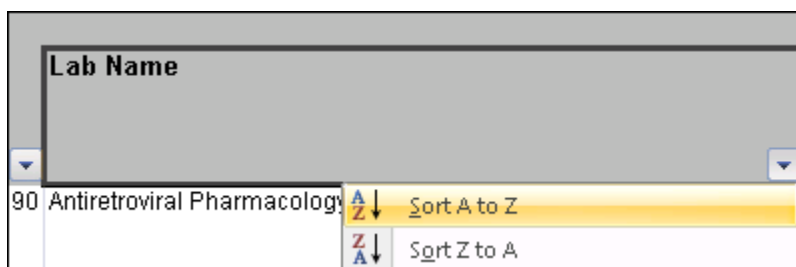 Lab Name
90 Antiretroviral Pharmacology
Sort A to Z
Sort Z to A